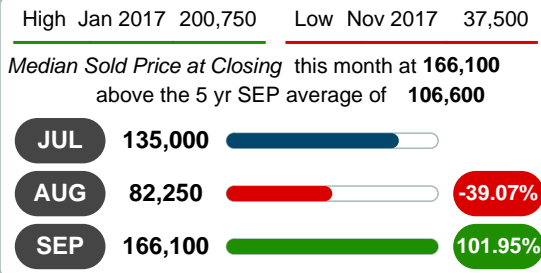 High Jan 2017 200,750 Low Nov 2017 37,500
Median Sold Price at Closing this month at 166,100
above the 5 yr SEP average of 106,600
JUL 135,000
AUG 82,250 -39.07%
SEP 166,100 101.95%